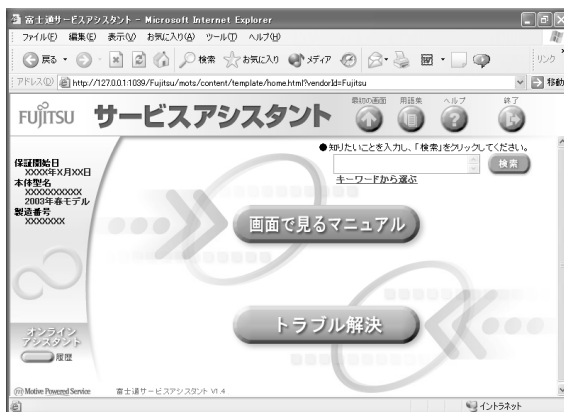 富士通サービスアシスタント - Microsoft Internet Explorer
ファイル(F) 編集(E) 表示(V) お気に入り(A) ツール(T) ヘルプ(H)
戻る 検索 お気に入り メディア リンク
アドレス(D) http://127.0.0.1:1039/Fujitsu/mots/content/template/home.html?vendorId=Fujitsu 移動
FUJITSU サービスアシスタント 最初の画面 用語集 ヘルプ 終了
●知りたいことを入力し、「検索」をクリックしてください。
検索
キーワードから選ぶ
保証開始日
XXXX年X月XX日
本体型名
XXXXXXXXXX
2003年春モデル
製造番号
XXXXXXX
画面で見るマニュアル
トラブル解決
オンライン
アシスタント
履歴
Motive Powered Service 富士通サービスアシスタント V1.4
イントラネット